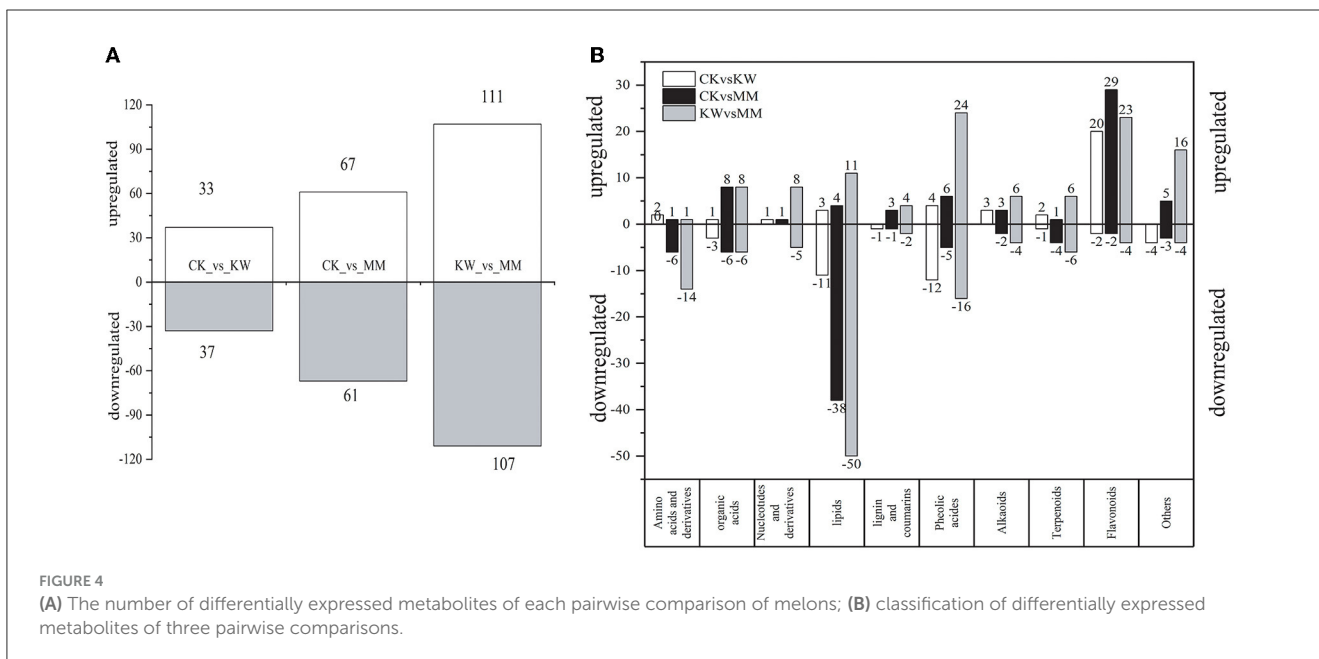 A
120
90
60
30
0
-30
-60
-90
-120
upregulated
downregulated
33
67
111
CK_vs_KW
CK_vs_MM
KW_vs_MM
37
61
107
B
CKvsKW
CKvsMM
KWvsMM
30
20
10
0
-10
-20
-30
-40
-50
upregulated
downregulated
upregulated
downregulated
2 0 1 1
-6 -14
1 8 8
-3 -6 -6
1 1 8
-5
3 4 11
-11 -38 -50
3 4
-1 -1 -2
4 6 24
-12 -5 -16
3 3 6
-2 -4
2 1 6
-1 -4 -6
20 29 23
-2 -2 -4
5 16
-4 -3 -4
Amino
acids and
derivatives
organic
acids
Nucleotides
and
derivatives
lipids
lignin
and
coumarins
Pheolic
acides
Alkaoids
Terpenoids
Flavonoids
Others
FIGURE 4
(A) The number of differentially expressed metabolites of each pairwise comparison of melons; (B) classification of differentially expressed
metabolites of three pairwise comparisons.